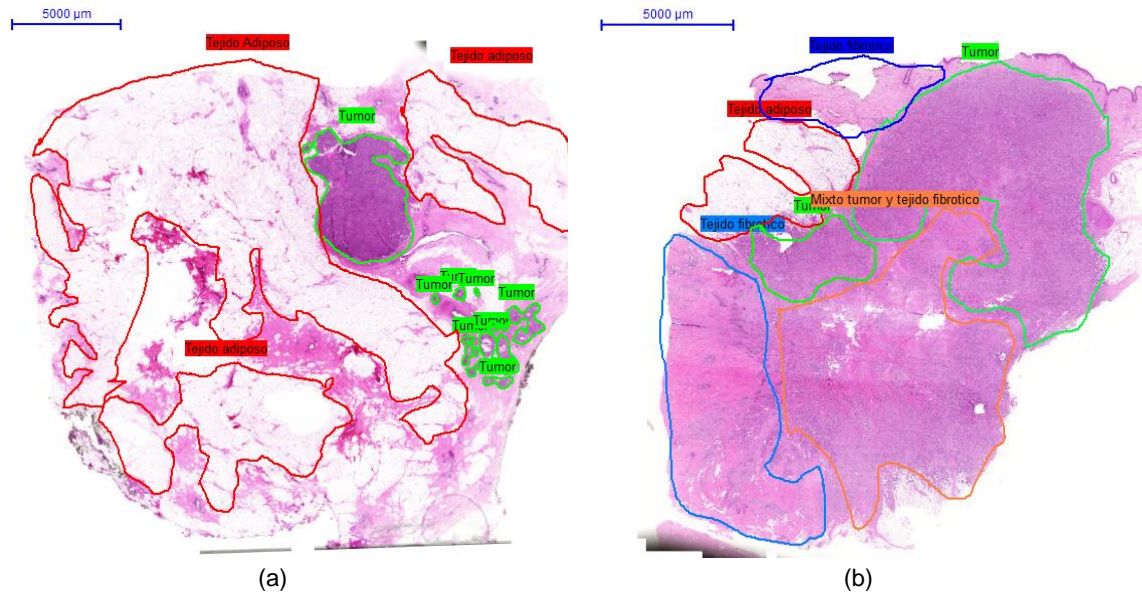 5000 µm
Tejido Adiposo
Tejido adiposo
Tumor
Tumor
Tumor
Tumor
Tumor
Tumor
Tejido adiposo
Tumor
(a)
5000 µm
Tejido fibrotico
Tumor
Tejido adiposo
Mixto tumor y tejido fibrotico
Tumor
Tejido fibrotico
(b)